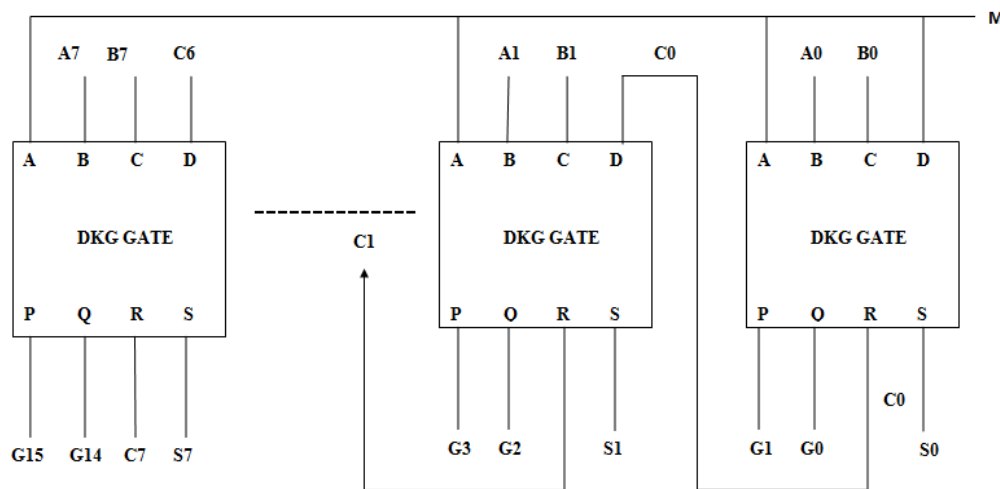 M
A7 B7 C6 A1 B1 C0 A0 B0
A B C D A B C D A B C D
DKG GATE DKG GATE DKG GATE
C1
P Q R S P Q R S P Q R S
C0
G15 G14 C7 S7 G3 G2 S1 G1 G0 S0